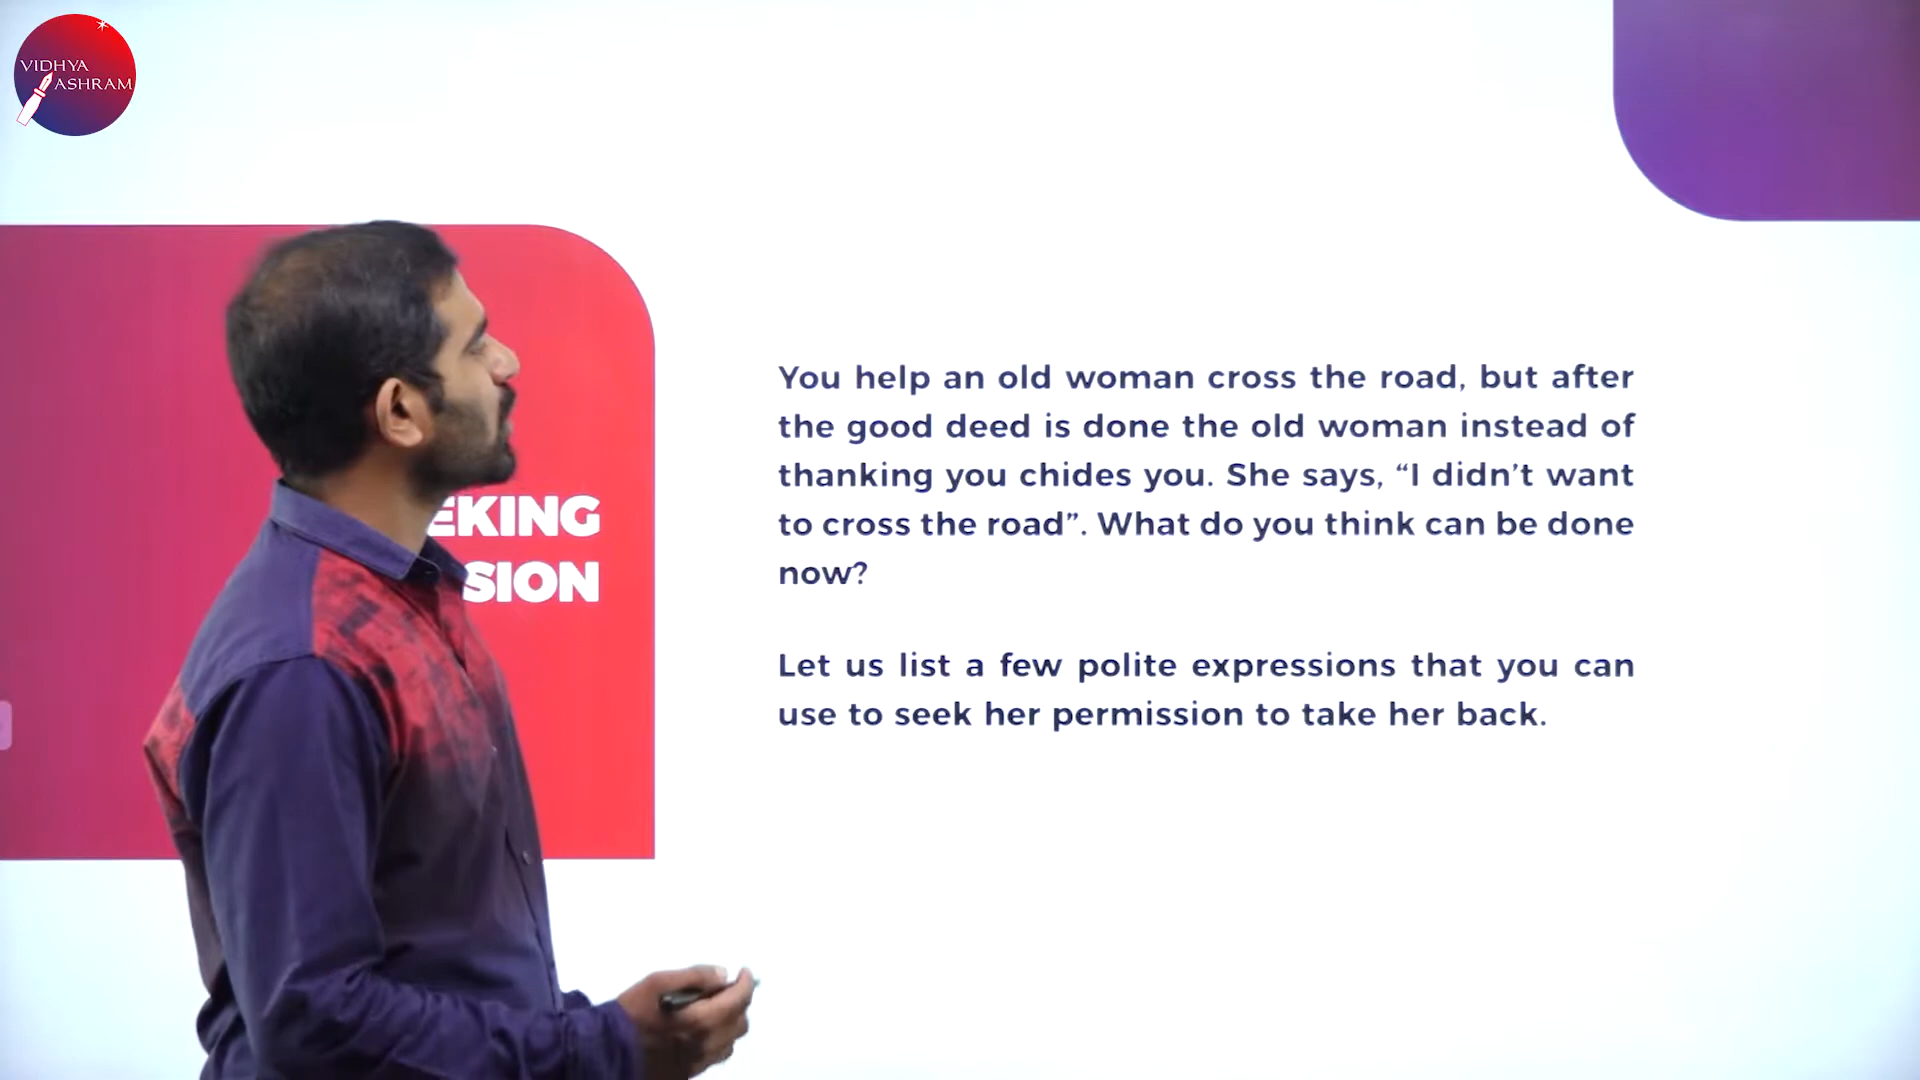 VIDHYA
ASHRAM
EKING
SION
You help an old woman cross the road, but after
the good deed is done the old woman instead of
thanking you chides you. She says, “I didn’t want
to cross the road”. What do you think can be done
now?
Let us list a few polite expressions that you can
use to seek her permission to take her back.